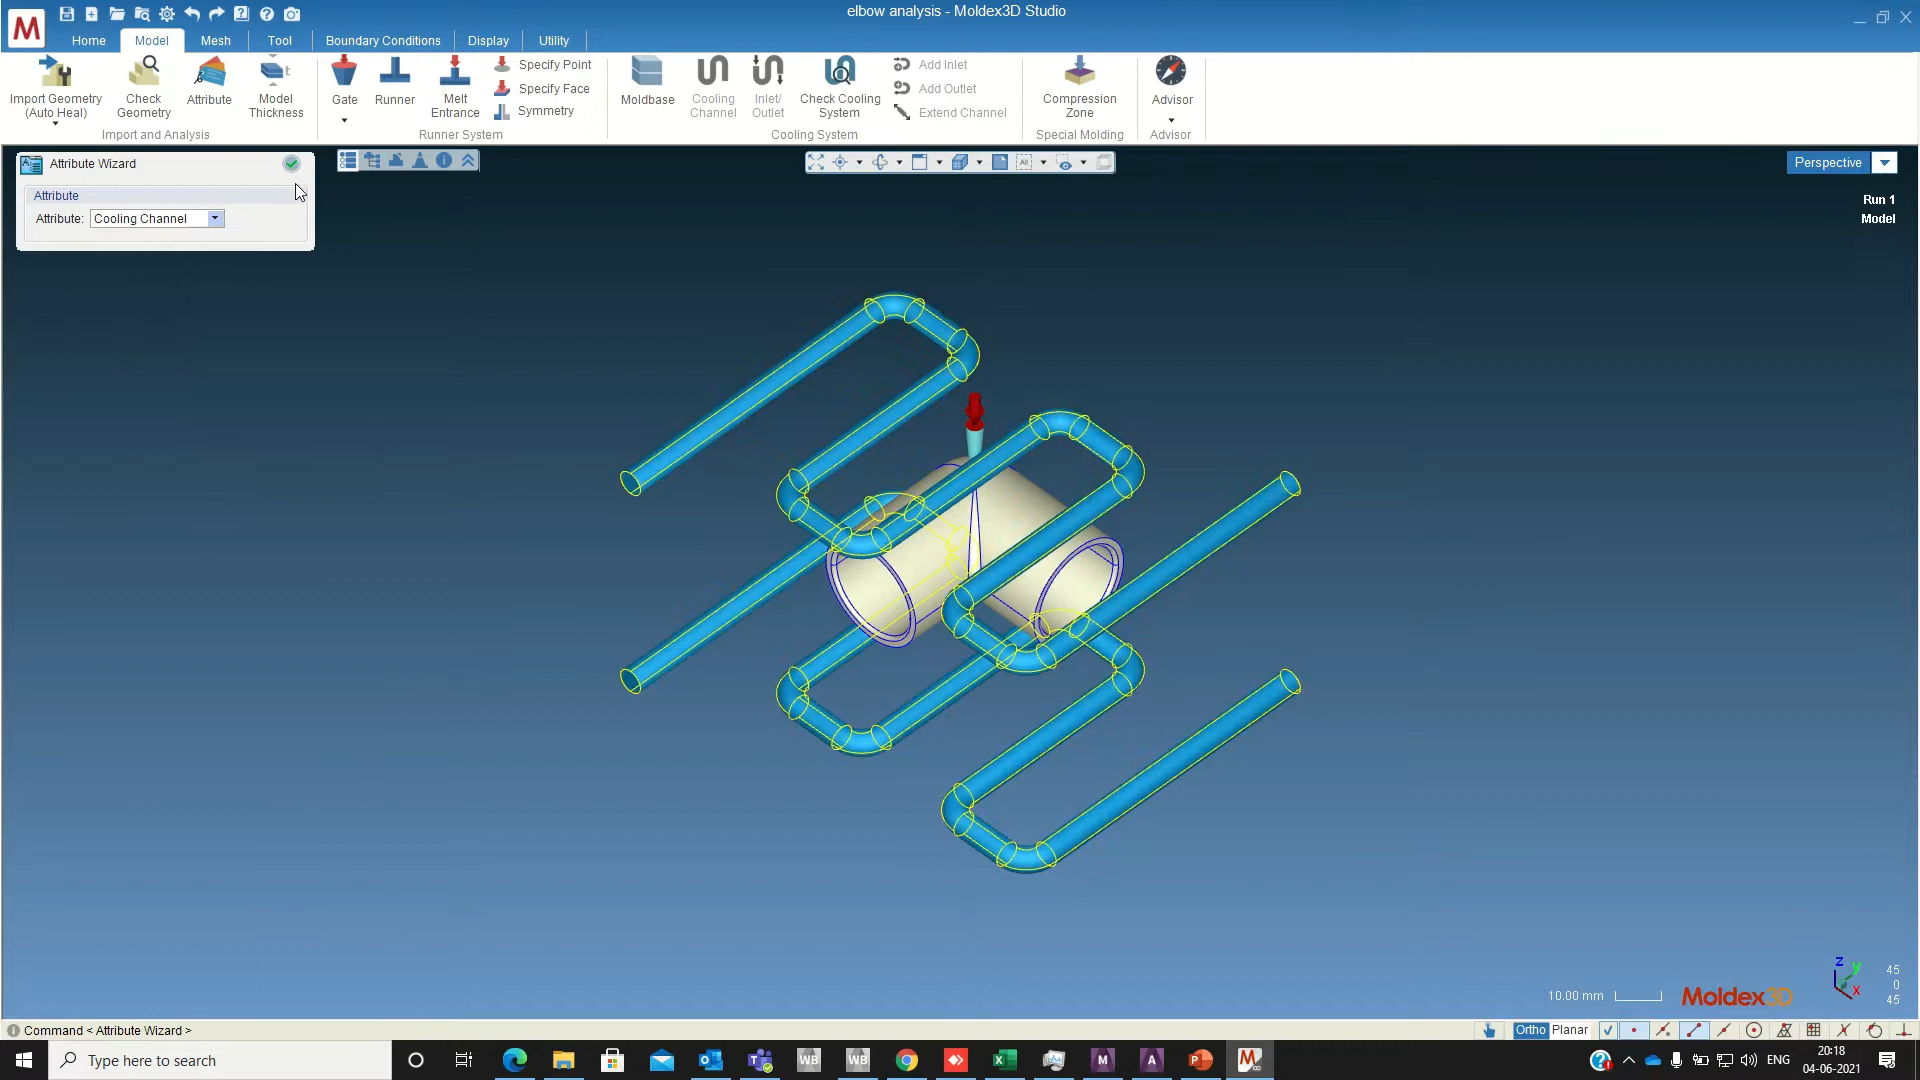 elbow analysis - Moldex3D Studio
M
Home Model Mesh Tool Boundary Conditions Display Utility
Import Geometry
(Auto Heal)
Check
Geometry
Attribute
Model
Thickness
Import and Analysis
Gate
Runner
Melt
Entrance
Specify Point
Specify Face
Symmetry
Runner System
Moldbase
Cooling
Channel
Inlet/
Outlet
Check Cooling
System
Add Inlet
Add Outlet
Extend Channel
Cooling System
Compression
Zone
Special Molding
Advisor
Advisor
Attribute Wizard
Attribute
Attribute: Cooling Channel
Perspective
Run 1
Model
10.00 mm
Moldex3D
Z
Y
X
45
0
45
Command < Attribute Wizard >
Ortho Planar
Type here to search
WB
WB
ENG
20:18
04-06-2021